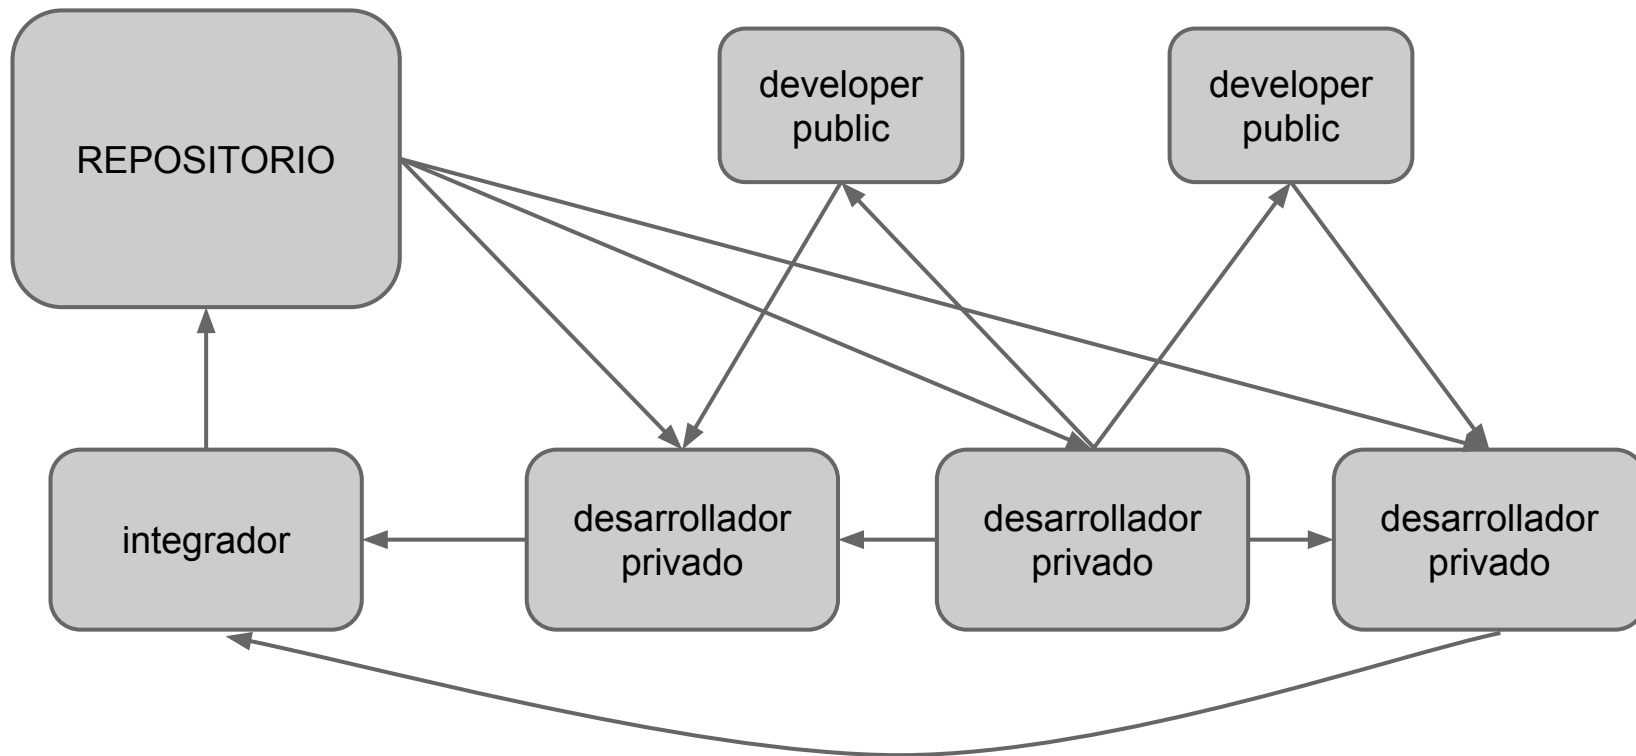 REPOSITORIO
developer
public
developer
public
integrador
desarrollador
privado
desarrollador
privado
desarrollador
privado